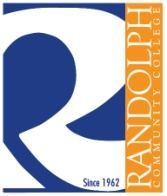 R
Since 1962
RANDOLPH
COMMUNITY COLLEGE